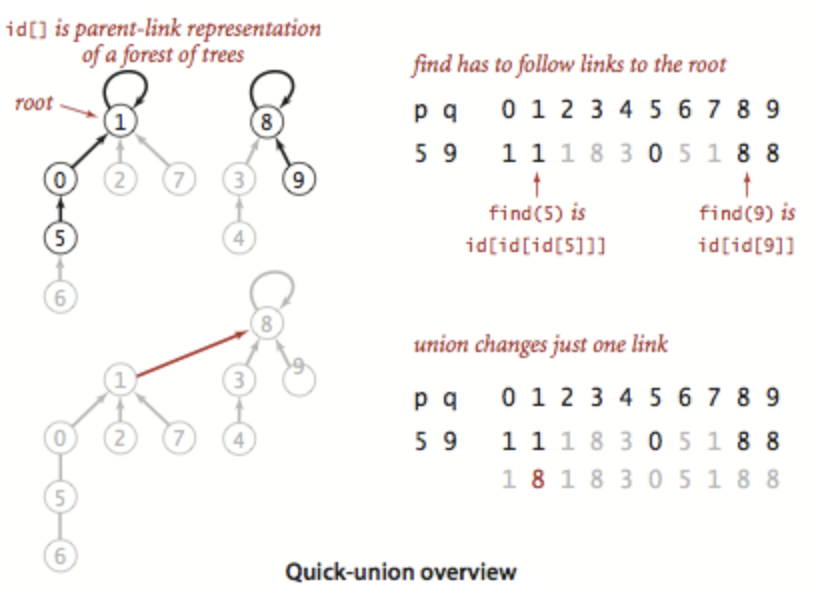 id[] is parent-link representation
of a forest of trees
root
1
8
0
2
7
3
9
5
4
6
find has to follow links to the root
p q 0 1 2 3 4 5 6 7 8 9
5 9 1 1 1 8 3 0 5 1 8 8
find(5) is
id[id[id[5]]]
find(9) is
id[id[9]]
8
1
3
9
0
2
7
4
5
6
union changes just one link
p q 0 1 2 3 4 5 6 7 8 9
5 9 1 1 1 8 3 0 5 1 8 8
1 8 1 8 3 0 5 1 8 8
Quick-union overview